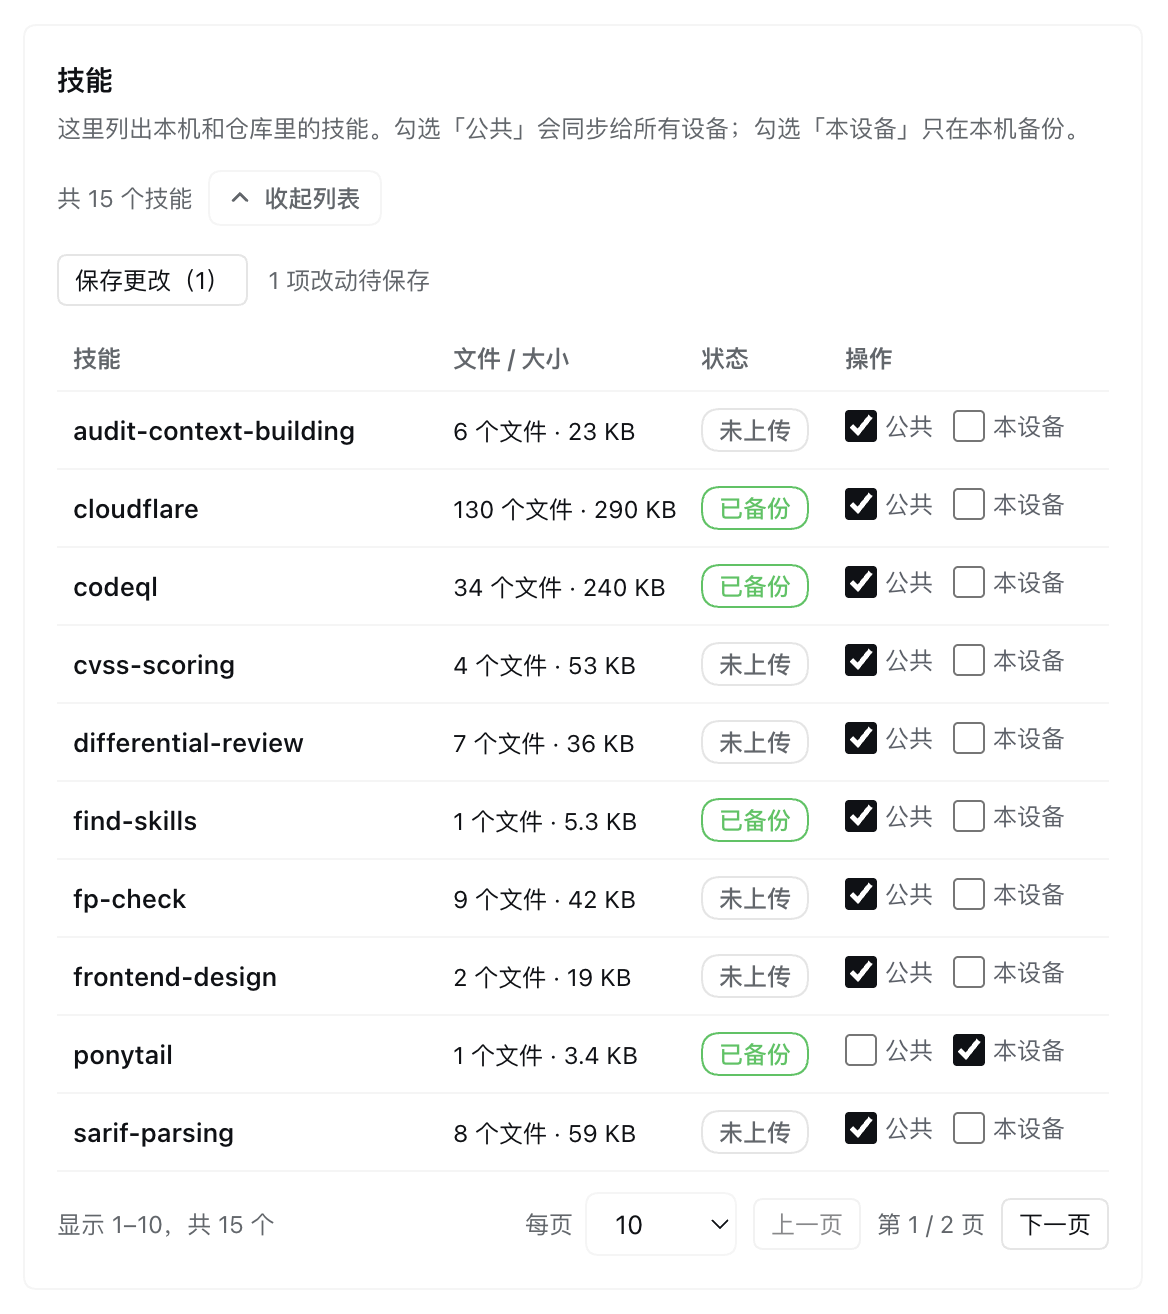 技能
这里列出本机和仓库里的技能。勾选「公共」会同步给所有设备；勾选「本设备」只在本机备份。
共 15 个技能 收起列表
保存更改（1） 1 项改动待保存
技能 文件 / 大小 状态 操作
audit-context-building 6 个文件 · 23 KB 未上传 公共 本设备
cloudflare 130 个文件 · 290 KB 已备份 公共 本设备
codeql 34 个文件 · 240 KB 已备份 公共 本设备
cvss-scoring 4 个文件 · 53 KB 未上传 公共 本设备
differential-review 7 个文件 · 36 KB 未上传 公共 本设备
find-skills 1 个文件 · 5.3 KB 已备份 公共 本设备
fp-check 9 个文件 · 42 KB 未上传 公共 本设备
frontend-design 2 个文件 · 19 KB 未上传 公共 本设备
ponytail 1 个文件 · 3.4 KB 已备份 公共 本设备
sarif-parsing 8 个文件 · 59 KB 未上传 公共 本设备
显示 1–10，共 15 个 每页 10 上一页 第 1 / 2 页 下一页